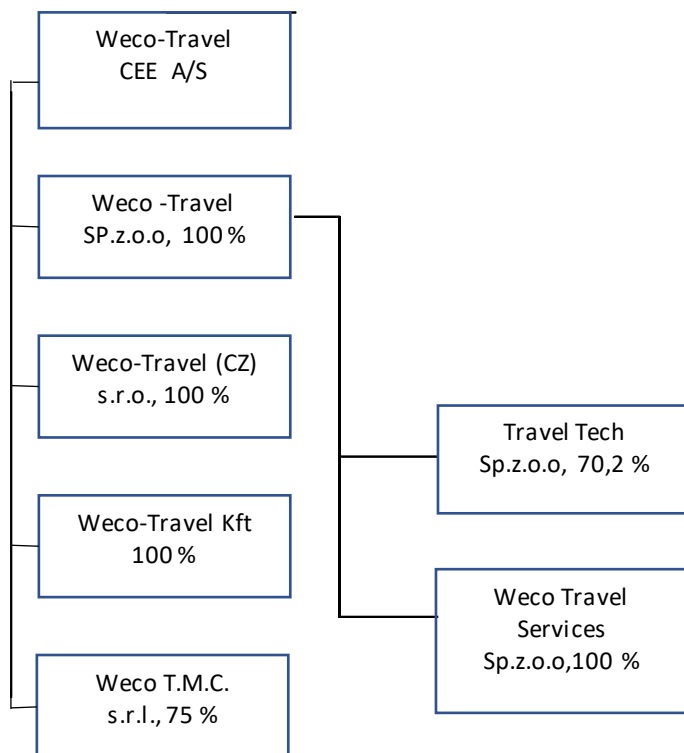 Weco-Travel
CEE A/S
Weco -Travel
SP.z.o.o, 100 %
Weco-Travel (CZ)
s.r.o., 100 %
Weco-Travel Kft
100 %
Weco T.M.C.
s.r.l., 75 %
Travel Tech
Sp.z.o.o, 70,2 %
Weco Travel
Services
Sp.z.o.o,100 %